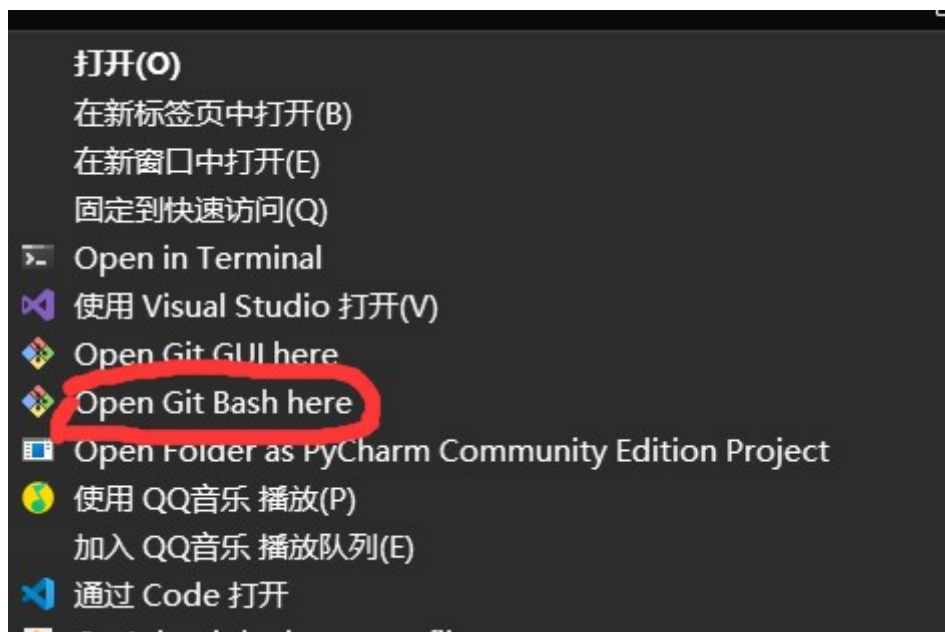 打开(O)
在新标签页中打开(B)
在新窗口中打开(E)
固定到快速访问(Q)
Open in Terminal
使用 Visual Studio 打开(V)
Open Git GUI here
Open Git Bash here
Open Folder as PyCharm Community Edition Project
使用 QQ音乐 播放(P)
加入 QQ音乐 播放队列(E)
通过 Code 打开